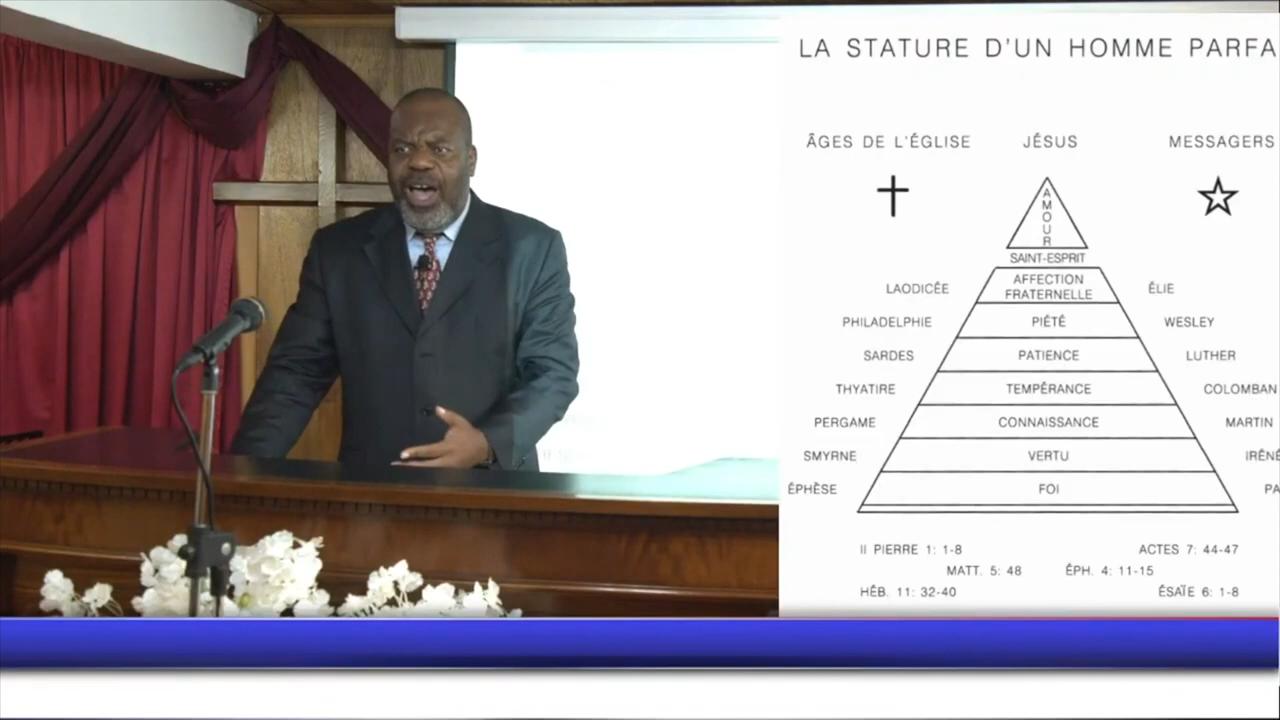 LA STATURE D'UN HOMME PARFA
ÂGES DE L'ÉGLISE JÉSUS MESSAGERS
AMOUR
SAINT-ESPRIT
LAODICÉE AFFECTION FRATERNELLE ÉLIE
PHILADELPHIE PIÉTÉ WESLEY
SARDES PATIENCE LUTHER
THYATIRE TEMPÉRANCE COLOMBAN
PERGAME CONNAISSANCE MARTIN
SMYRNE VERTU IRÉNÉ
ÉPHÈSE FOI PA
II PIERRE 1: 1-8 ACTES 7: 44-47
MATT. 5: 48 ÉPH. 4: 11-15
HÉB. 11: 32-40 ÉSAÏE 6: 1-8